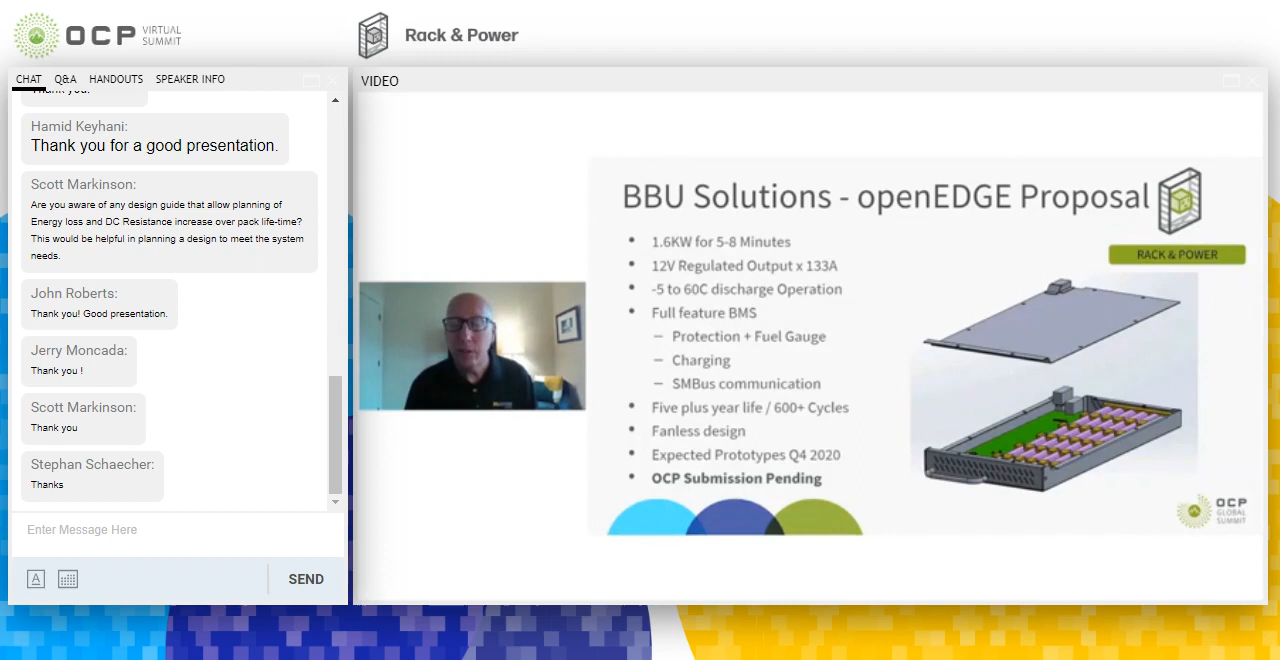 OCP VIRTUAL
SUMMIT
Rack & Power
CHAT Q&A HANDOUTS SPEAKER INFO
Thank you.
Hamid Keyhani:
Thank you for a good presentation.
Scott Markinson:
Are you aware of any design guide that allow planning of
Energy loss and DC Resistance increase over pack life-time?
This would be helpful in planning a design to meet the system
needs.
John Roberts:
Thank you! Good presentation.
Jerry Moncada:
Thank you !
Scott Markinson:
Thank you
Stephan Schaecher:
Thanks
Enter Message Here
A
SEND
VIDEO
BBU Solutions - openEDGE Proposal
RACK & POWER
• 1.6KW for 5-8 Minutes
• 12V Regulated Output x 133A
• -5 to 60C discharge Operation
• Full feature BMS
– Protection + Fuel Gauge
– Charging
– SMBus communication
• Five plus year life / 600+ Cycles
• Fanless design
• Expected Prototypes Q4 2020
• OCP Submission Pending
OCP
GLOBAL
SUMMIT